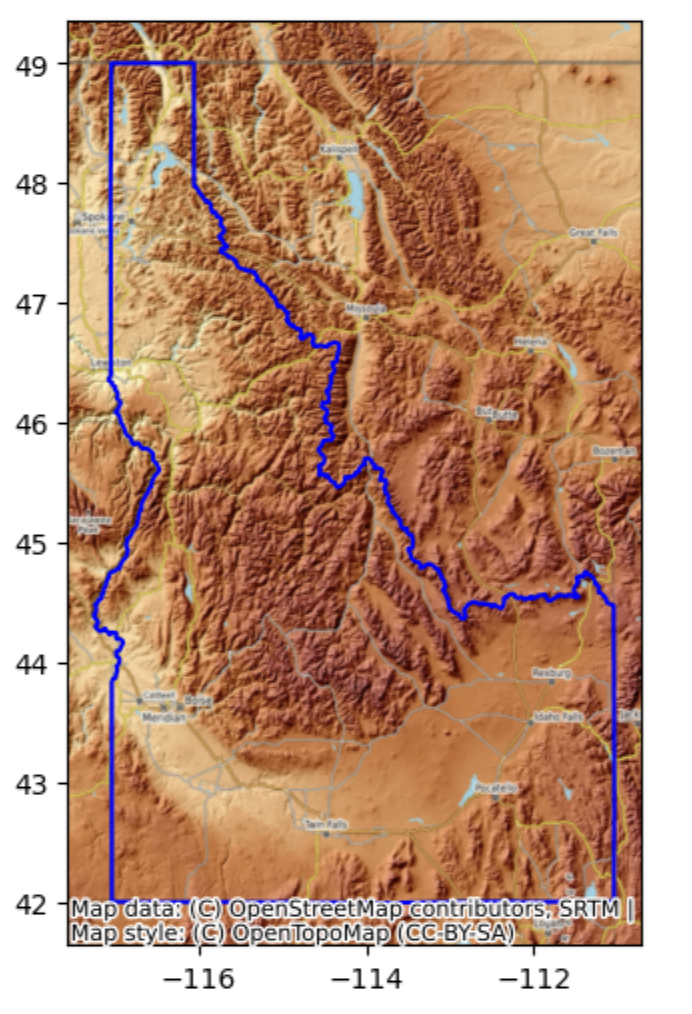 49
48
47
46
45
44
43
42
Kalispell
Spokane
Great Falls
Missoula
Helena
Lewiston
Butte
Bozeman
Rexburg
Caldwell
Boise
Meridian
Idaho Falls
Pocatello
Twin Falls
Map data: (C) OpenStreetMap contributors, SRTM |
Map style: (C) OpenTopoMap (CC-BY-SA)
−116
−114
−112